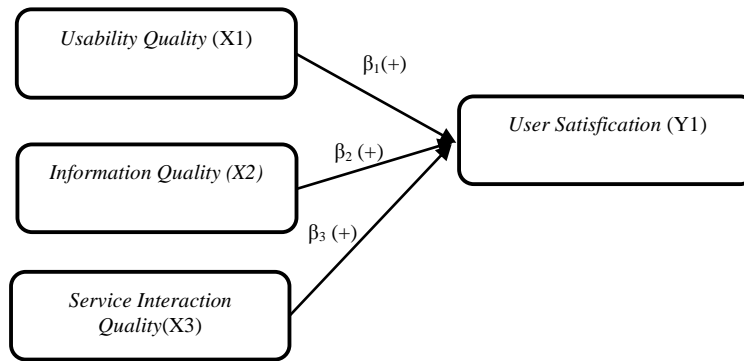 Usability Quality (X1)
β₁(+)
User Satisfication (Y1)
Information Quality (X2)
β₂ (+)
β₃ (+)
Service Interaction
Quality(X3)